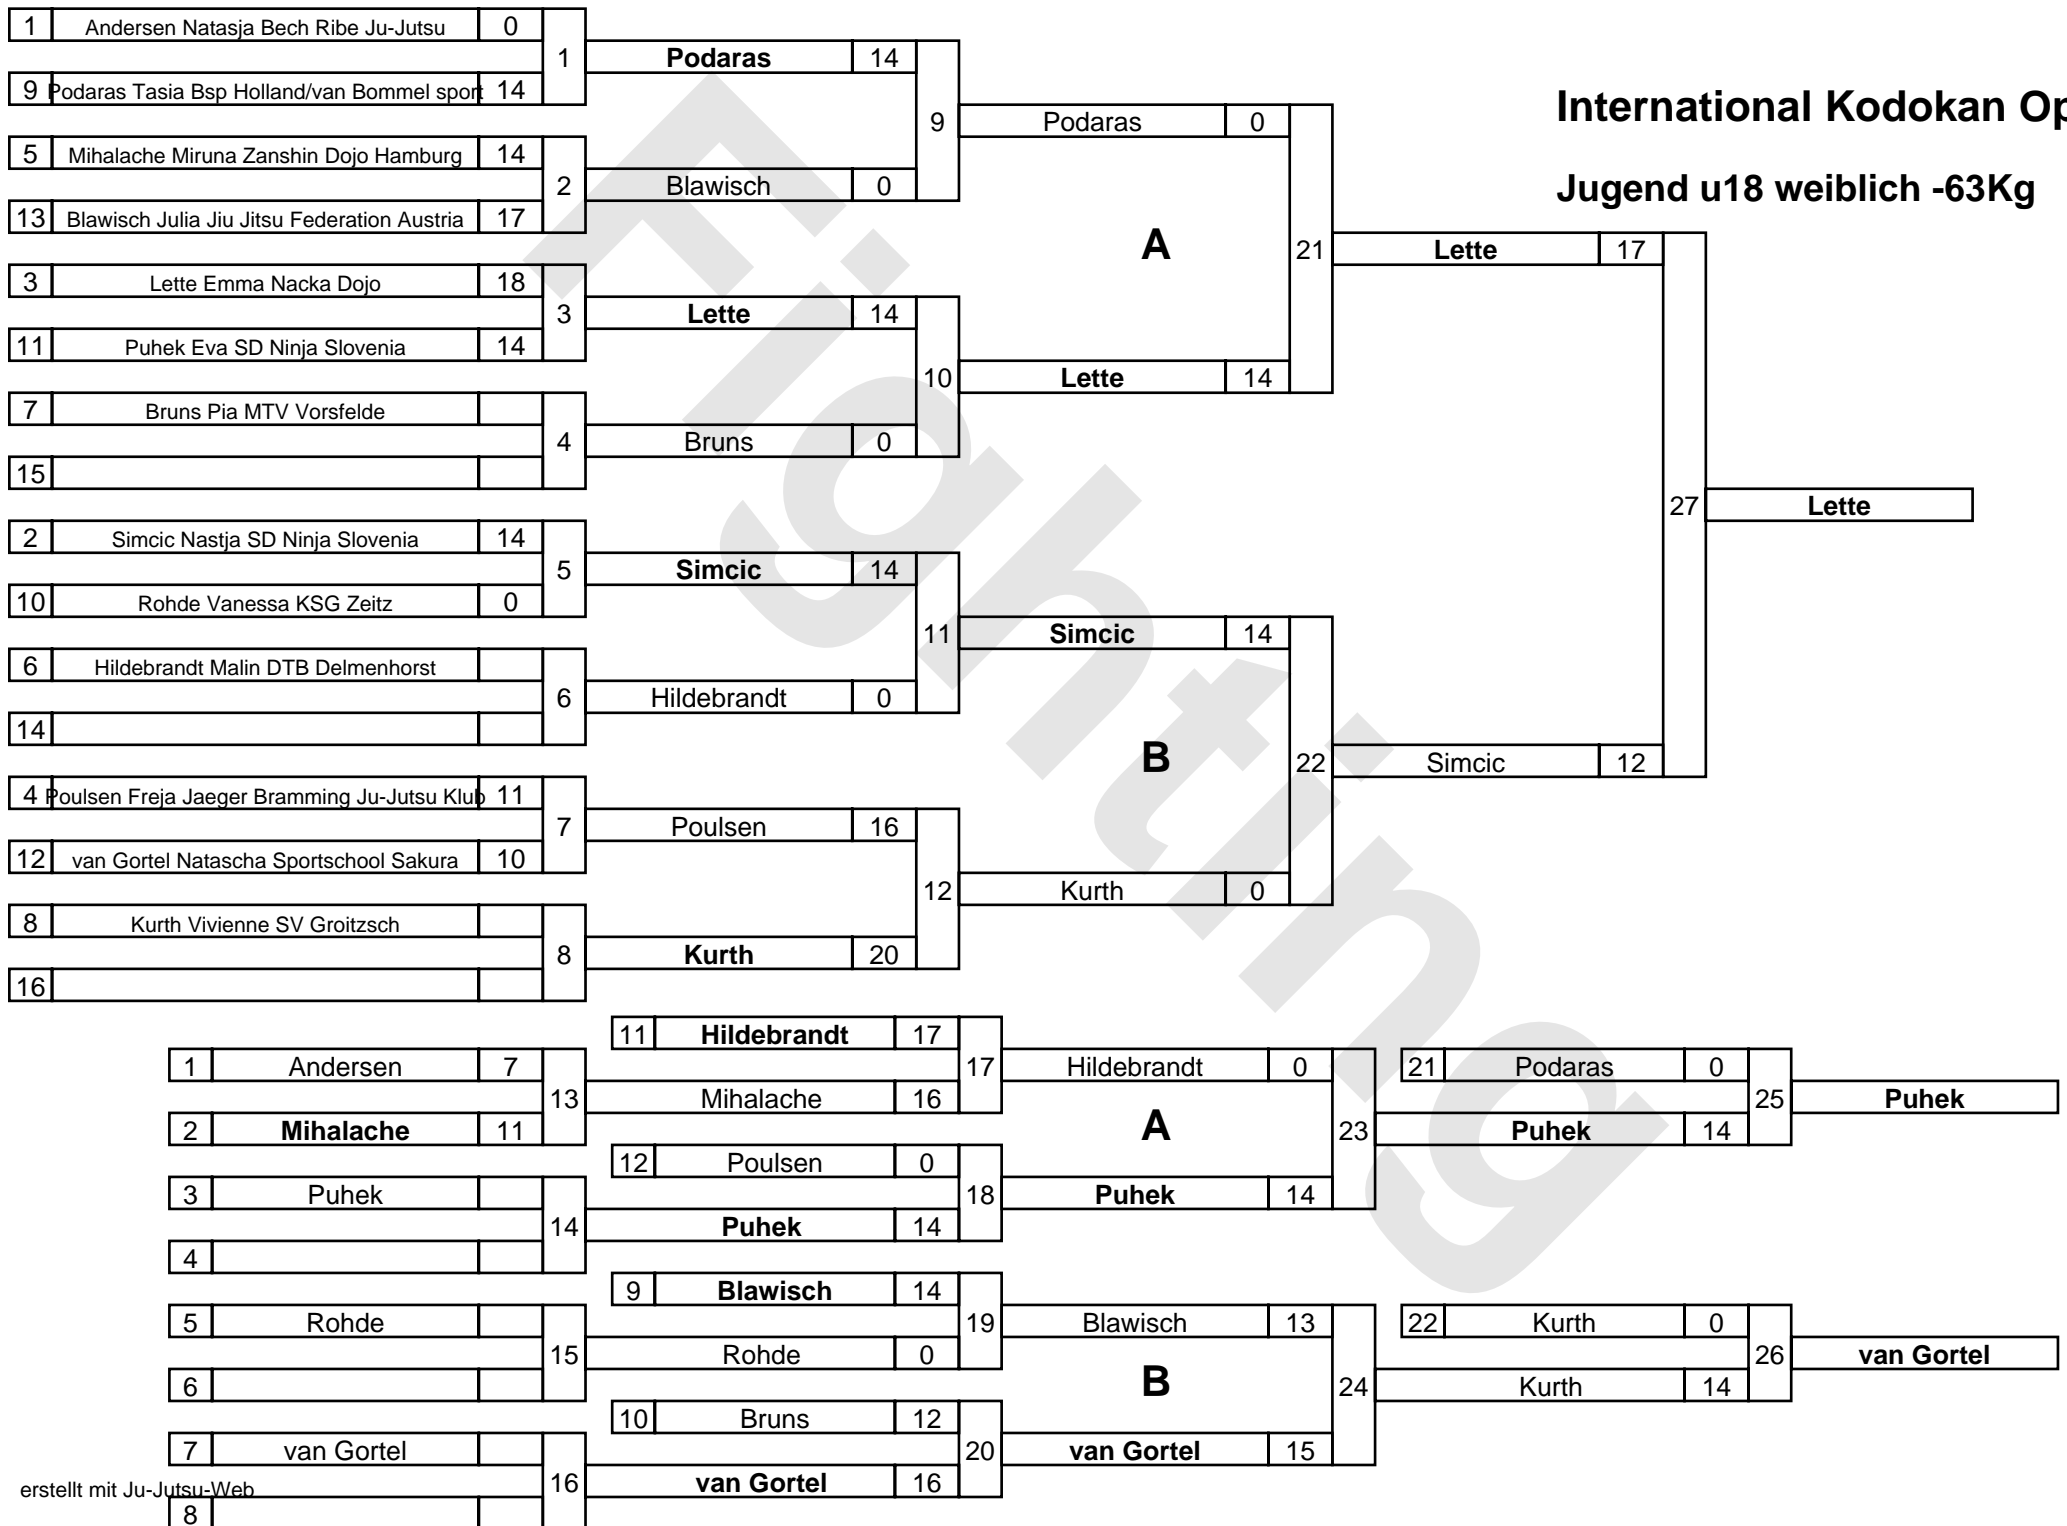 1 Andersen Natasja Bech Ribe Ju-Jutsu 0
1 Podaras 14
9 Podaras Tasia Bsp Holland/van Bommel sport 14
International Kodokan Op
9 Podaras 0
5 Mihalache Miruna Zanshin Dojo Hamburg 14
2 Blawisch 0
Jugend u18 weiblich -63Kg
13 Blawisch Julia Jiu Jitsu Federation Austria 17
A 21 Lette 17
3 Lette Emma Nacka Dojo 18
3 Lette 14
11 Puhek Eva SD Ninja Slovenia 14
10 Lette 14
7 Bruns Pia MTV Vorsfelde
4 Bruns 0
15
27 Lette
2 Simcic Nastja SD Ninja Slovenia 14
5 Simcic 14
10 Rohde Vanessa KSG Zeitz 0
11 Simcic 14
6 Hildebrandt Malin DTB Delmenhorst
6 Hildebrandt 0
14
B 22 Simcic 12
4 Poulsen Freja Jaeger Bramming Ju-Jutsu Klub 11
7 Poulsen 16
12 van Gortel Natascha Sportschool Sakura 10
12 Kurth 0
8 Kurth Vivienne SV Groitzsch
8 Kurth 20
16
11 Hildebrandt 17
1 Andersen 7
17 Hildebrandt 0
21 Podaras 0
13 Mihalache 16
25 Puhek
2 Mihalache 11
A 23 Puhek 14
12 Poulsen 0
3 Puhek
18 Puhek 14
14 Puhek 14
4
9 Blawisch 14
5 Rohde
19 Blawisch 13
22 Kurth 0
15 Rohde 0
26 van Gortel
6
B 24 Kurth 14
10 Bruns 12
7 van Gortel
20 van Gortel 15
16 van Gortel 16
erstellt mit Ju-Jutsu-Web
8
Fighting